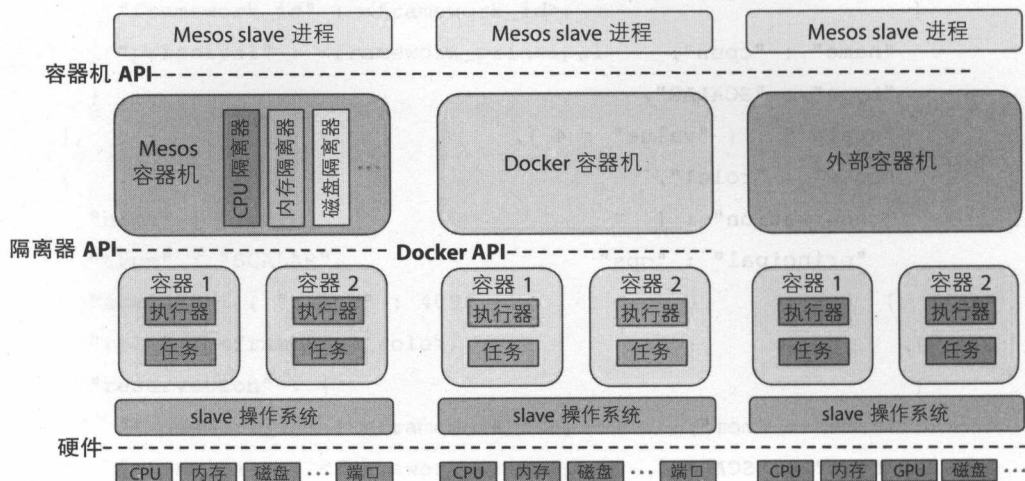 Mesos slave 进程 Mesos slave 进程 Mesos slave 进程
容器机 API
Mesos
容器机
CPU 隔离器
内存隔离器
磁盘隔离器
…
Docker 容器机
外部容器机
隔离器 API
Docker API
容器 1 容器 2 容器 1 容器 2 容器 1 容器 2
执行器 执行器 执行器 执行器 执行器 执行器
任务 任务 任务 任务 任务 任务
slave 操作系统 slave 操作系统 slave 操作系统
硬件
CPU 内存 磁盘 … 端口 CPU 内存 磁盘 … 端口 CPU 内存 GPU 磁盘 …